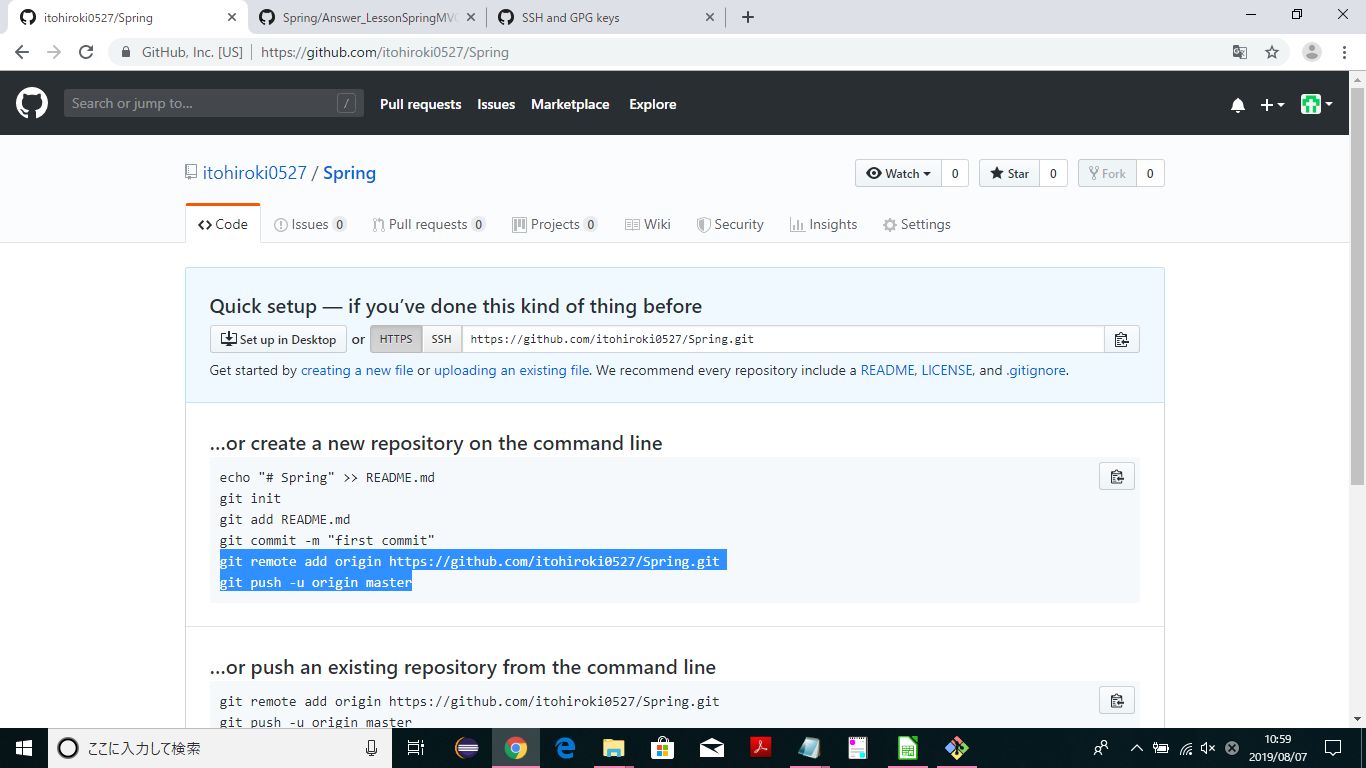 itohiroki0527/Spring
Spring/Answer_LessonSpringMVC
SSH and GPG keys
GitHub, Inc. [US]
https://github.com/itohiroki0527/Spring
Search or jump to...
/
Pull requests
Issues
Marketplace
Explore
itohiroki0527 / Spring
Watch 0
Star 0
Fork 0
Code
Issues 0
Pull requests 0
Projects 0
Wiki
Security
Insights
Settings
Quick setup — if you’ve done this kind of thing before
Set up in Desktop or HTTPS SSH https://github.com/itohiroki0527/Spring.git
Get started by creating a new file or uploading an existing file. We recommend every repository include a README, LICENSE, and .gitignore.
…or create a new repository on the command line
echo "# Spring" >> README.md
git init
git add README.md
git commit -m "first commit"
git remote add origin https://github.com/itohiroki0527/Spring.git
git push -u origin master
…or push an existing repository from the command line
git remote add origin https://github.com/itohiroki0527/Spring.git
git push -u origin master
ここに入力して検索
10:59
2019/08/07